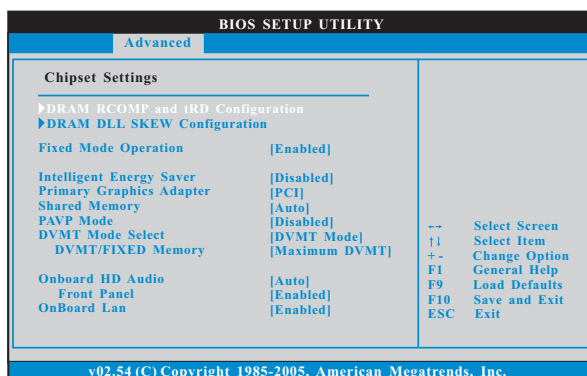 BIOS SETUP UTILITY
Advanced
Chipset Settings
DRAM RCOMP and tRD Configuration
DRAM DLL SKEW Configuration
Fixed Mode Operation [Enabled]
Intelligent Energy Saver [Disabled]
Primary Graphics Adapter [PCI]
Shared Memory [Auto]
PAVP Mode [Disabled]
DVMT Mode Select [DVMT Mode]
DVMT/FIXED Memory [Maximum DVMT]
Onboard HD Audio [Auto]
Front Panel [Enabled]
OnBoard Lan [Enabled]
←→ Select Screen
↑↓ Select Item
+ - Change Option
F1 General Help
F9 Load Defaults
F10 Save and Exit
ESC Exit
v02.54 (C) Copyright 1985-2005, American Megatrends, Inc.